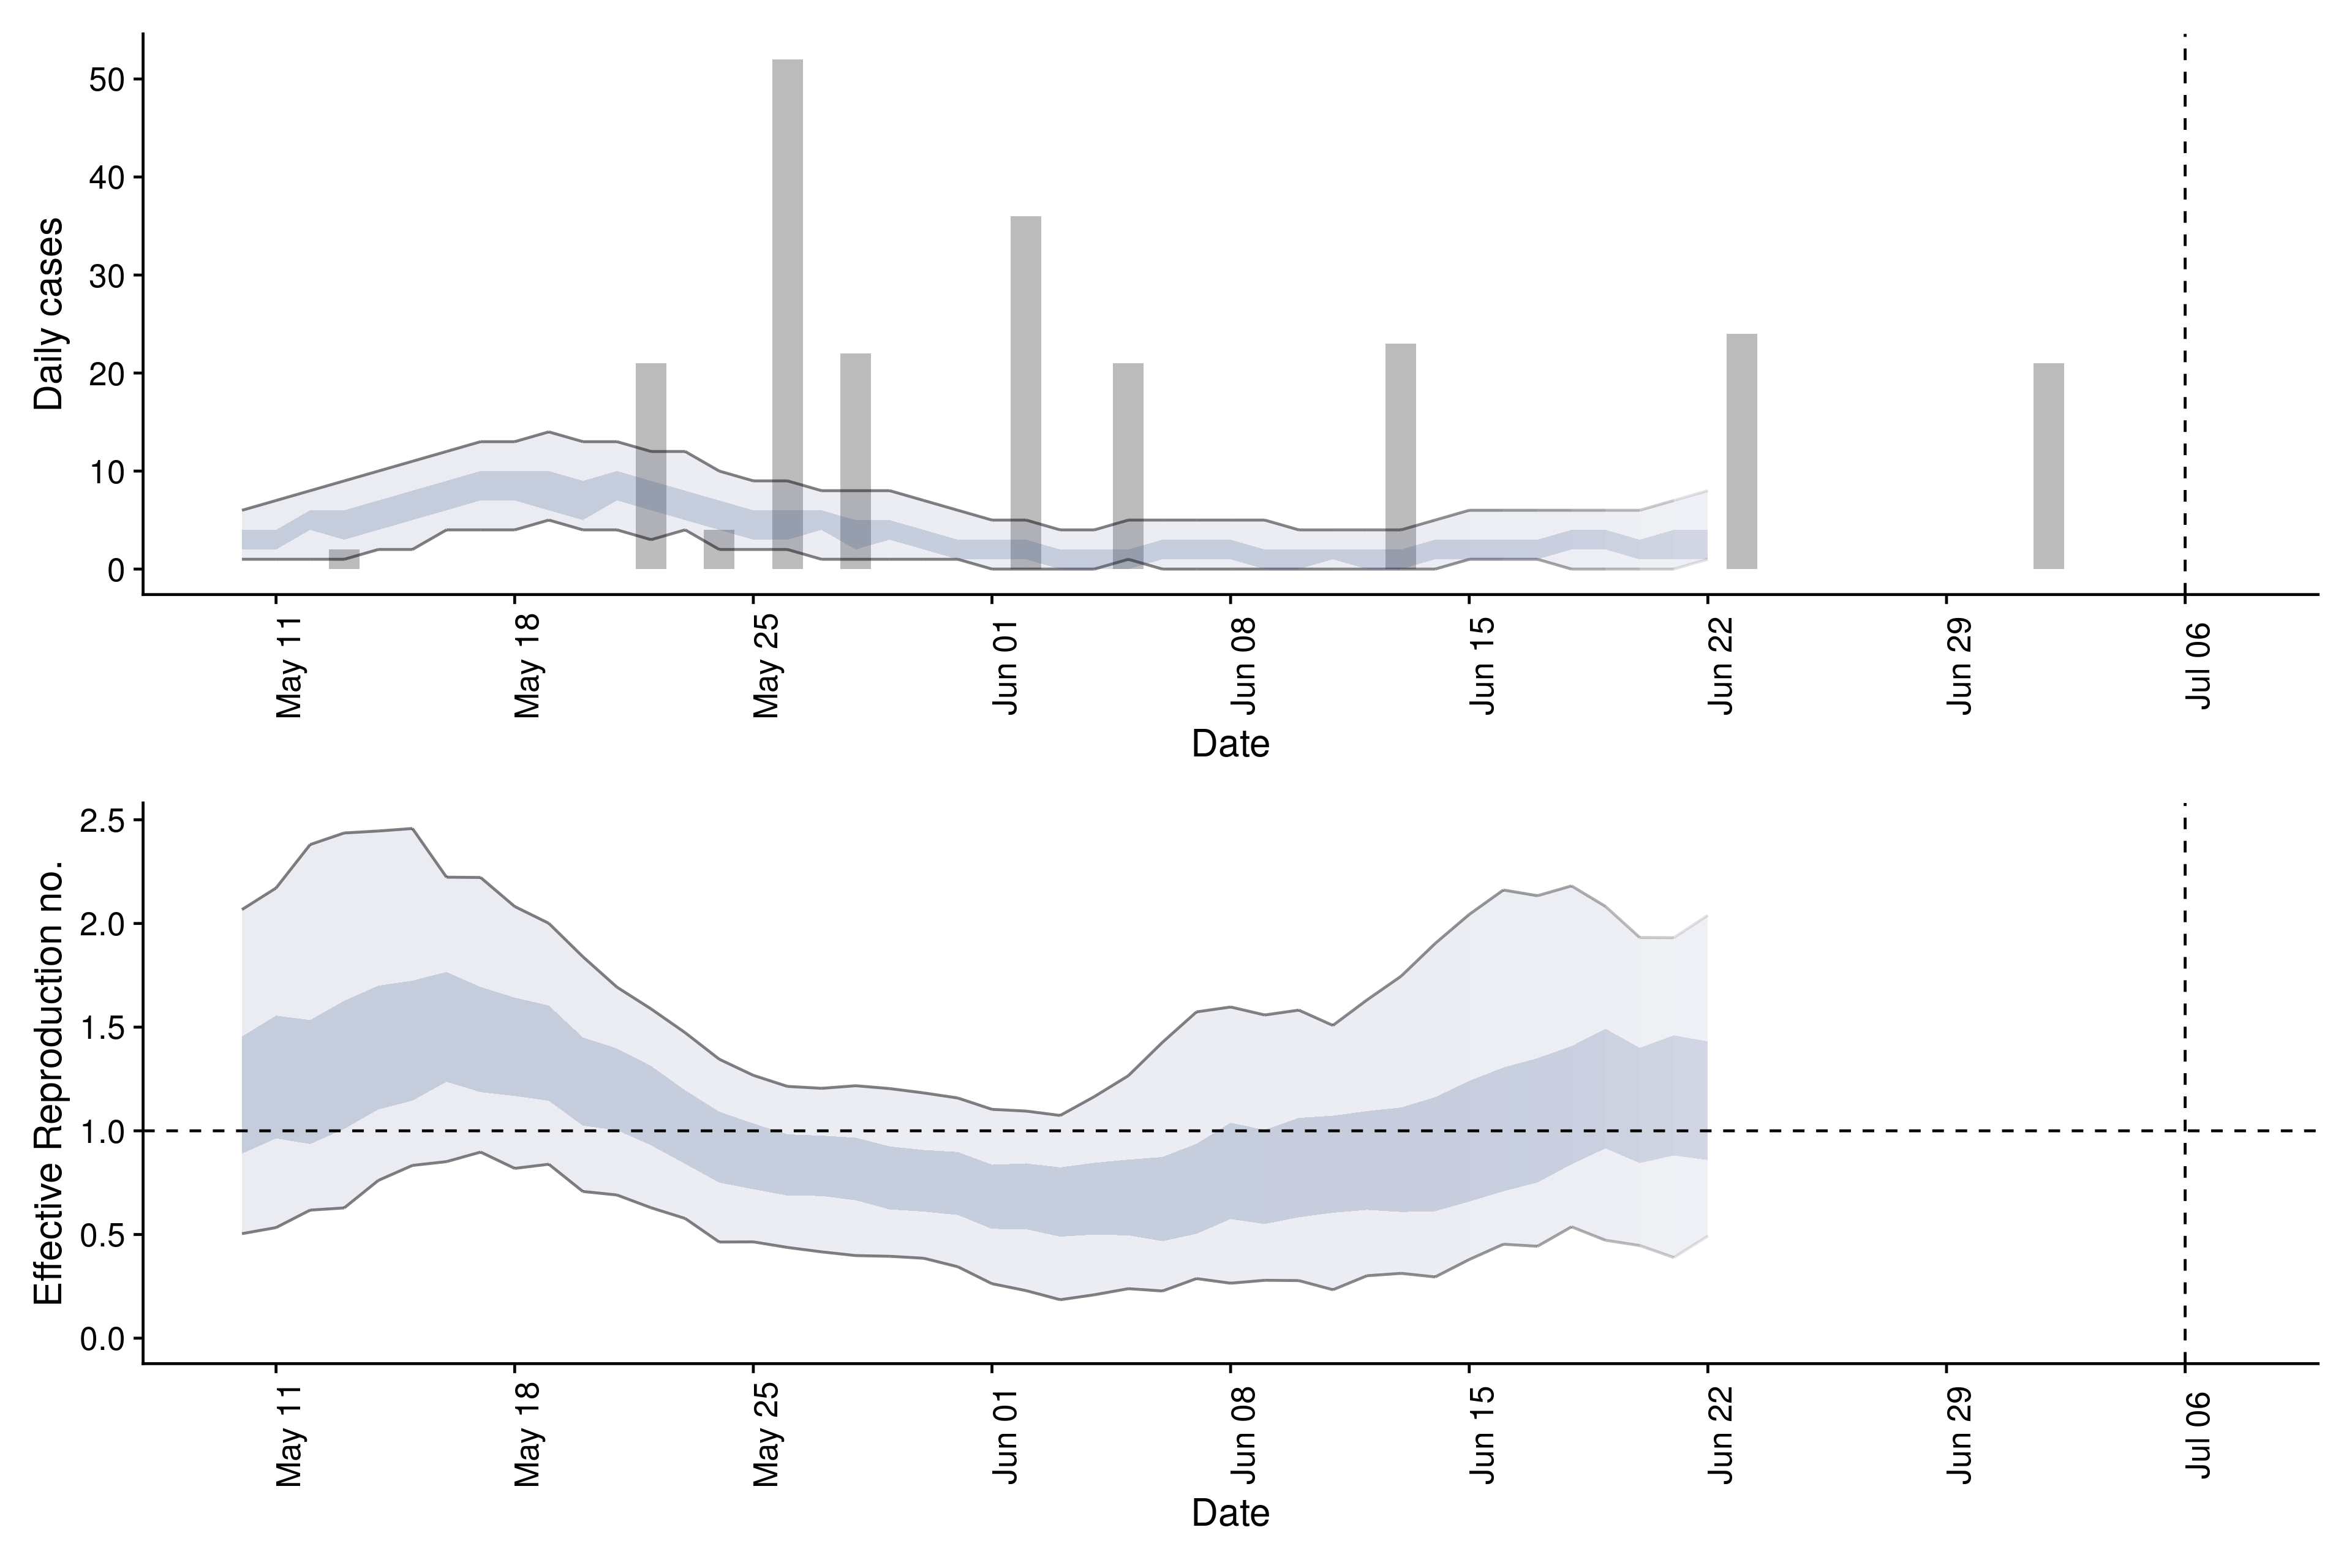 Daily cases
50
40
30
20
10
0
May 11
May 18
May 25
Jun 01
Jun 08
Jun 15
Jun 22
Jun 29
Jul 06
Date
Effective Reproduction no.
2.5
2.0
1.5
1.0
0.5
0.0
May 11
May 18
May 25
Jun 01
Jun 08
Jun 15
Jun 22
Jun 29
Jul 06
Date